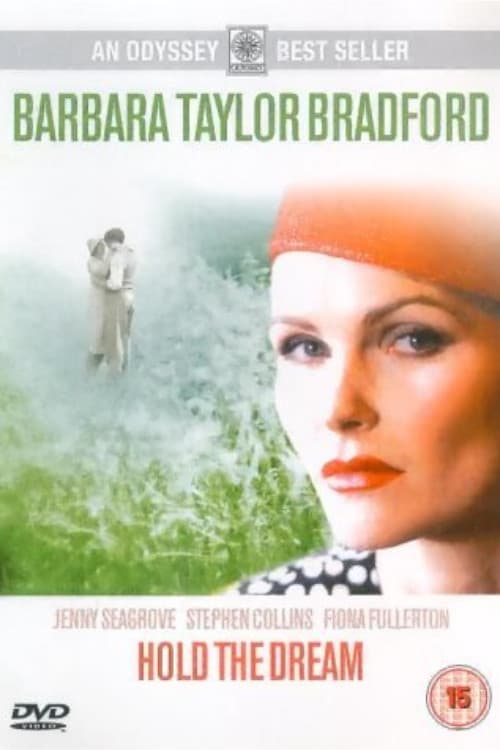 AN ODYSSEY BEST SELLER
BARBARA TAYLOR BRADFORD
JENNY SEAGROVE STEPHEN COLLINS FIONA FULLERTON
HOLD THE DREAM
DVD
VIDEO
15